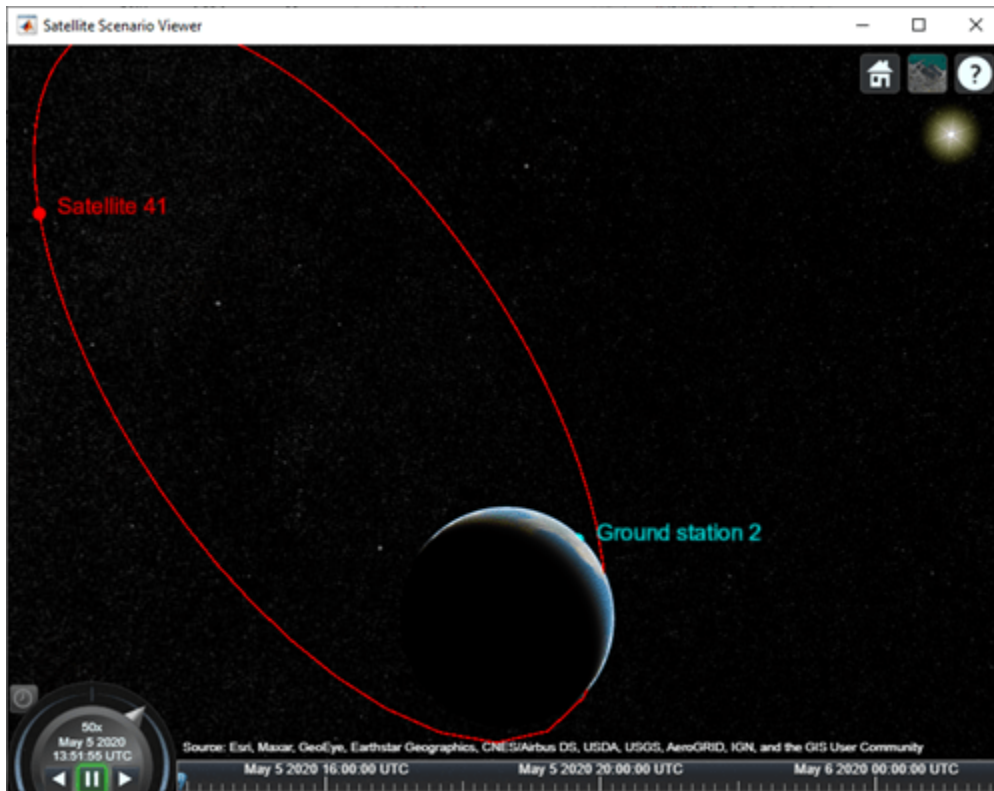 Satellite Scenario Viewer
?
Satellite 41
Ground station 2
50x
May 5 2020
13:51:55 UTC
Source: Esri, Maxar, GeoEye, Earthstar Geographics, CNES/Airbus DS, USDA, USGS, AeroGRID, IGN, and the GIS User Community
May 5 2020 16:00:00 UTC May 5 2020 20:00:00 UTC May 6 2020 00:00:00 UTC